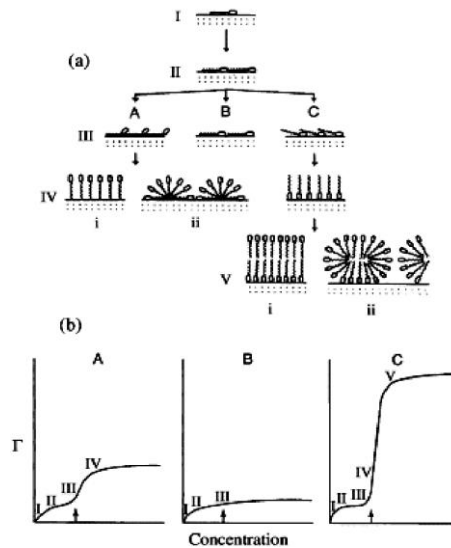 I
(a)
II
A B C
III
IV
i ii
V
i ii
(b)
A B C
Γ
I II III IV
I II III
I II III IV V
Concentration